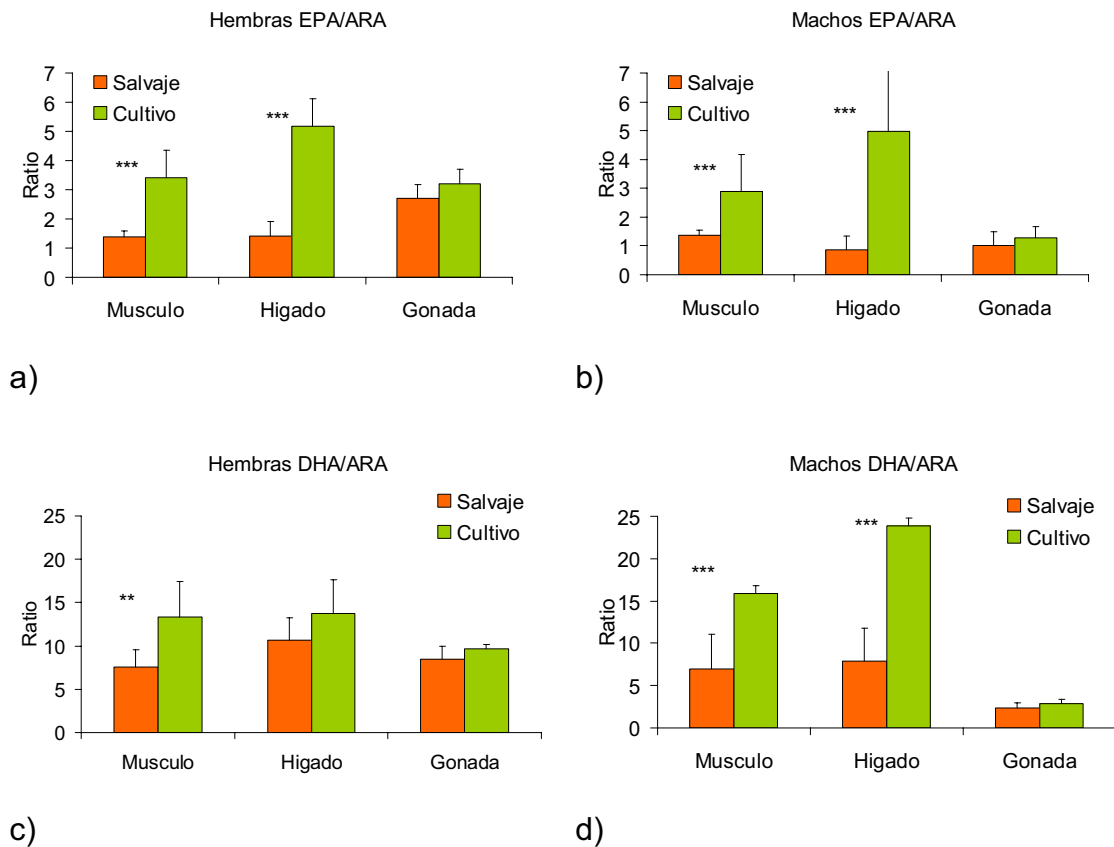 Hembras EPA/ARA
7
6
5
4
3
2
1
0
Ratio
Salvaje
Cultivo
***
***
Musculo Higado Gonada
a)
Machos EPA/ARA
7
6
5
4
3
2
1
0
Ratio
Salvaje
Cultivo
***
***
Musculo Higado Gonada
b)
Hembras DHA/ARA
25
20
15
10
5
0
Ratio
Salvaje
Cultivo
**
Musculo Higado Gonada
c)
Machos DHA/ARA
25
20
15
10
5
0
Ratio
Salvaje
Cultivo
***
***
Musculo Higado Gonada
d)